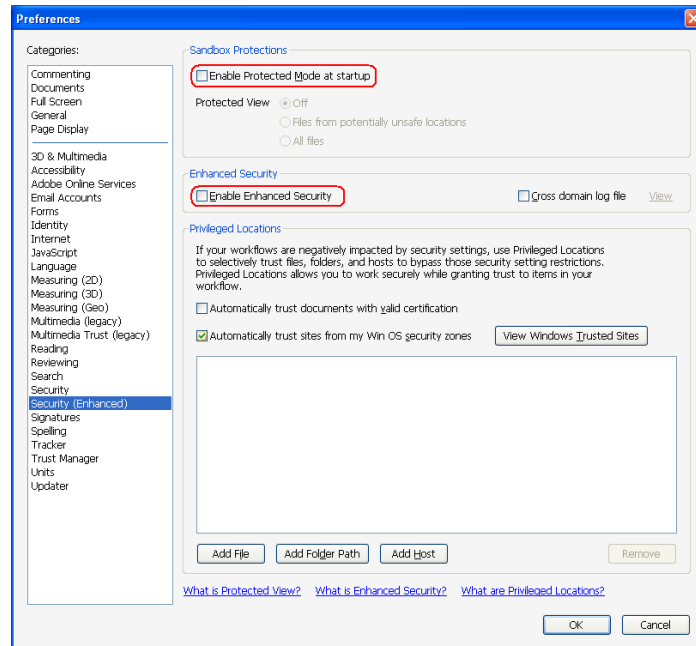 Preferences
Categories:
Commenting
Documents
Full Screen
General
Page Display
3D & Multimedia
Accessibility
Adobe Online Services
Email Accounts
Forms
Identity
Internet
JavaScript
Language
Measuring (2D)
Measuring (3D)
Measuring (Geo)
Multimedia (legacy)
Multimedia Trust (legacy)
Reading
Reviewing
Search
Security
Security (Enhanced)
Signatures
Spelling
Tracker
Trust Manager
Units
Updater
Sandbox Protections
Enable Protected Mode at startup
Protected View Off
Files from potentially unsafe locations
All files
Enhanced Security
Enable Enhanced Security Cross domain log file View
Privileged Locations
If your workflows are negatively impacted by security settings, use Privileged Locations
to selectively trust files, folders, and hosts to bypass those security setting restrictions.
Privileged Locations allows you to work securely while granting trust to items in your
workflow.
Automatically trust documents with valid certification
Automatically trust sites from my Win OS security zones View Windows Trusted Sites
Add File Add Folder Path Add Host Remove
What is Protected View? What is Enhanced Security? What are Privileged Locations?
OK Cancel